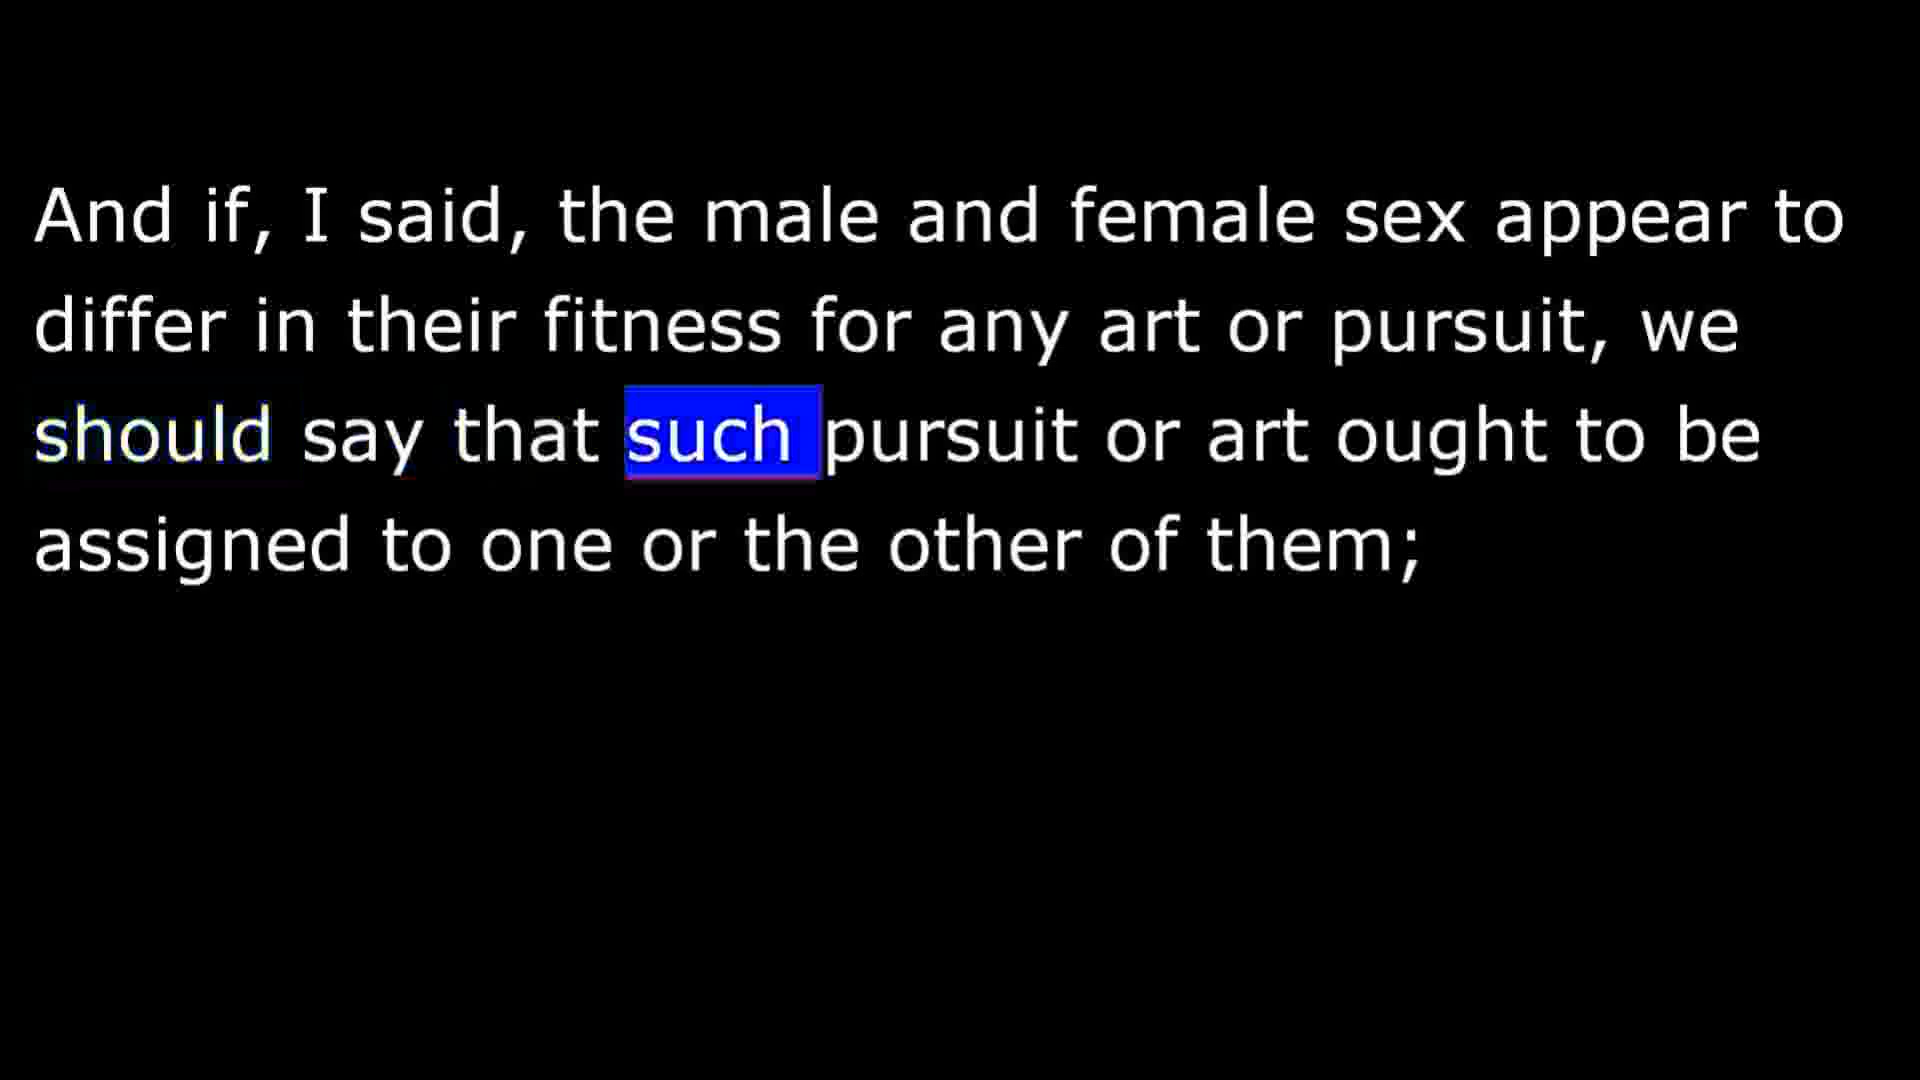 And if, I said, the male and female sex appear to
differ in their fitness for any art or pursuit, we
should say that such pursuit or art ought to be
assigned to one or the other of them;